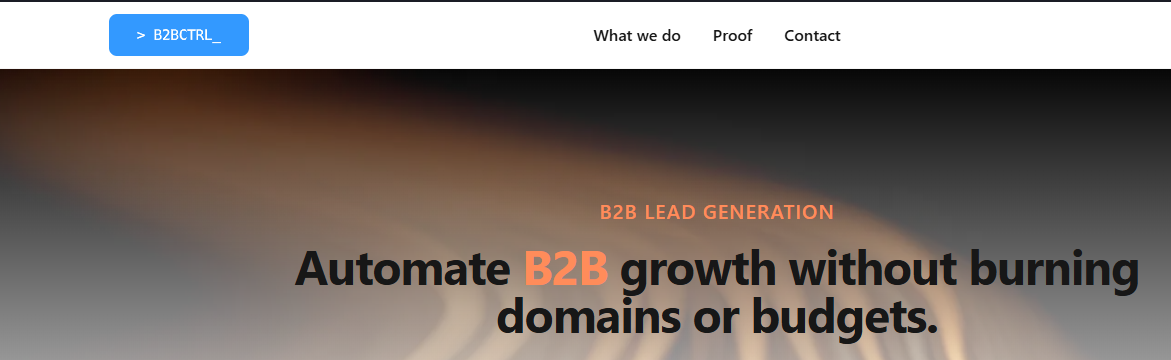 > B2BCTRL_
What we do Proof Contact
B2B LEAD GENERATION
Automate B2B growth without burning
domains or budgets.